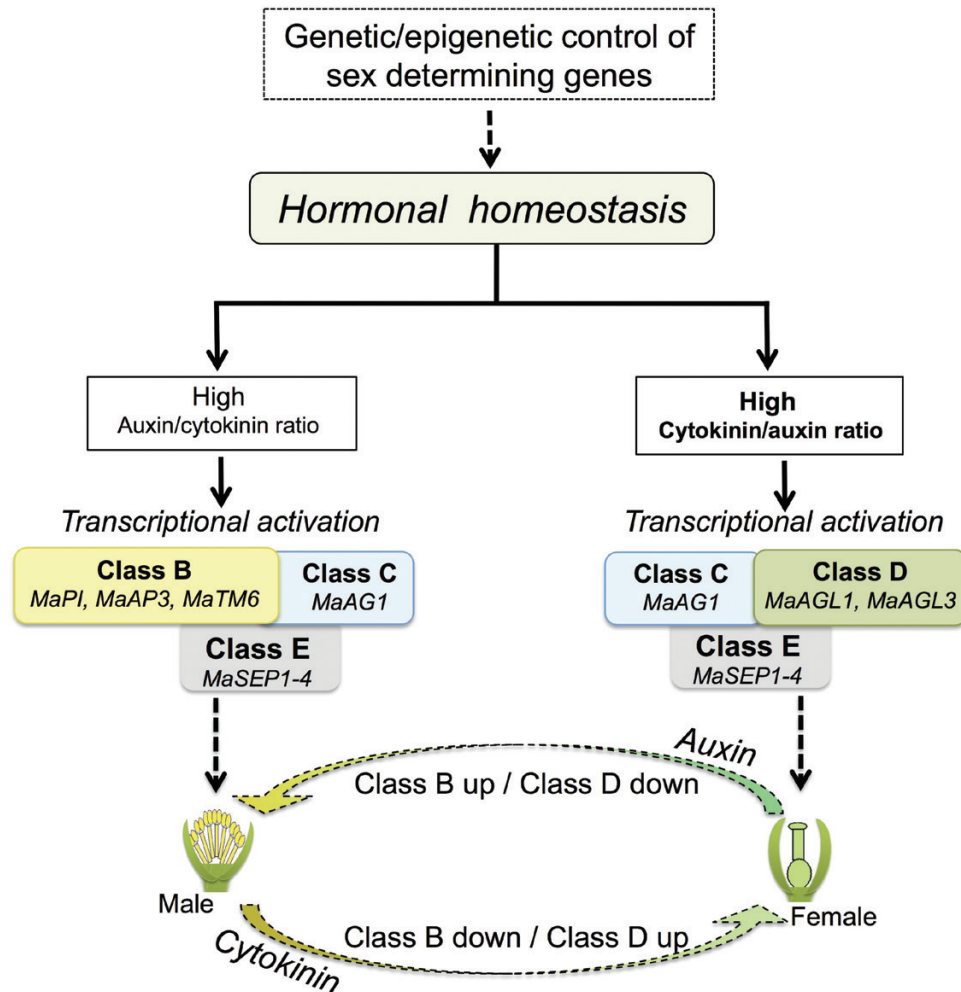 Genetic/epigenetic control of
sex determining genes
Hormonal homeostasis
High
Auxin/cytokinin ratio
High
Cytokinin/auxin ratio
Transcriptional activation
Transcriptional activation
Class B
MaPI, MaAP3, MaTM6
Class C
MaAG1
Class C
MaAG1
Class D
MaAGL1, MaAGL3
Class E
MaSEP1-4
Class E
MaSEP1-4
Auxin
Class B up / Class D down
Male
Female
Class B down / Class D up
Cytokinin